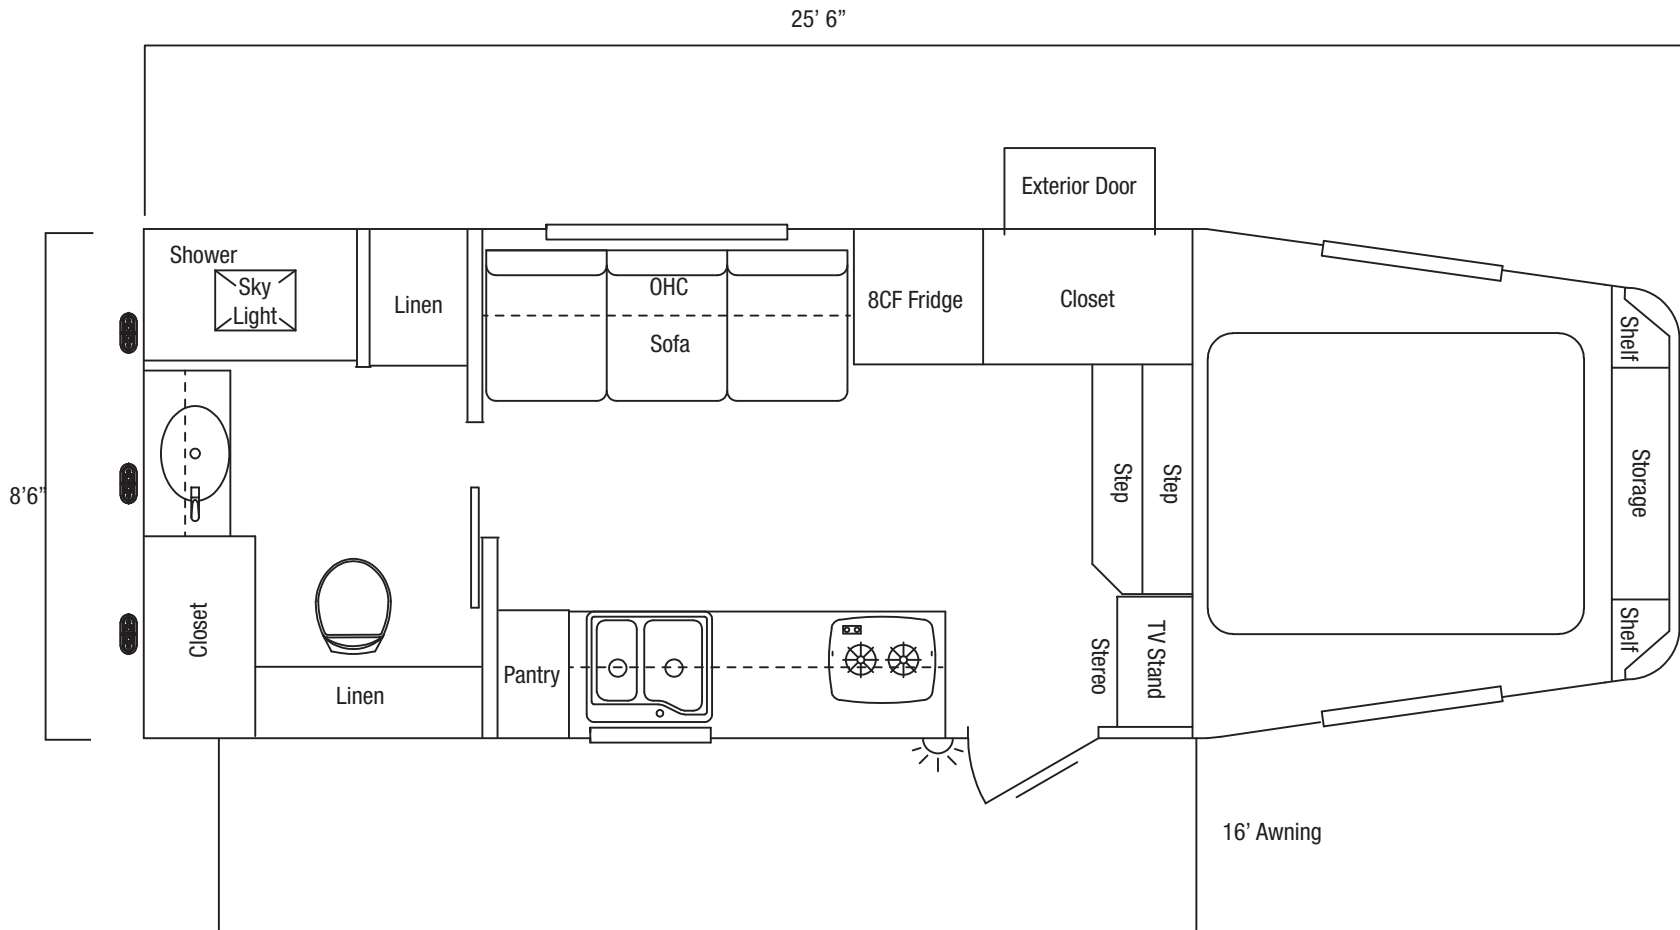 25’ 6”
Exterior Door
Shower
Sky
Light
Linen
OHC
Sofa
8CF Fridge
Closet
Shelf
8’6”
Step
Step
Storage
Closet
Linen
Pantry
Stereo
TV Stand
Shelf
16’ Awning